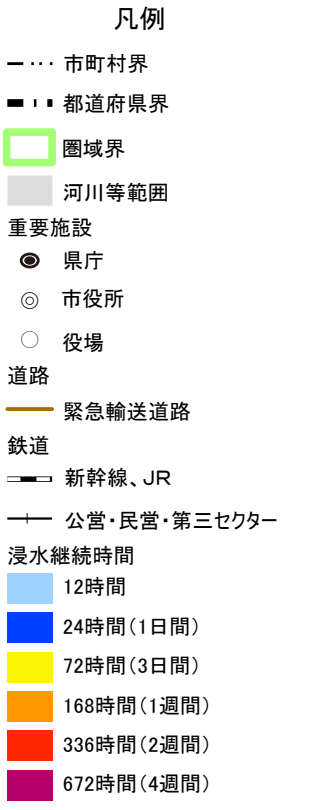 凡例
市町村界
都道府県界
圏域界
河川等範囲
重要施設
県庁
市役所
役場
道路
緊急輸送道路
鉄道
新幹線、JR
公営・民営・第三セクター
浸水継続時間
12時間
24時間(1日間)
72時間(3日間)
168時間(1週間)
336時間(2週間)
672時間(4週間)